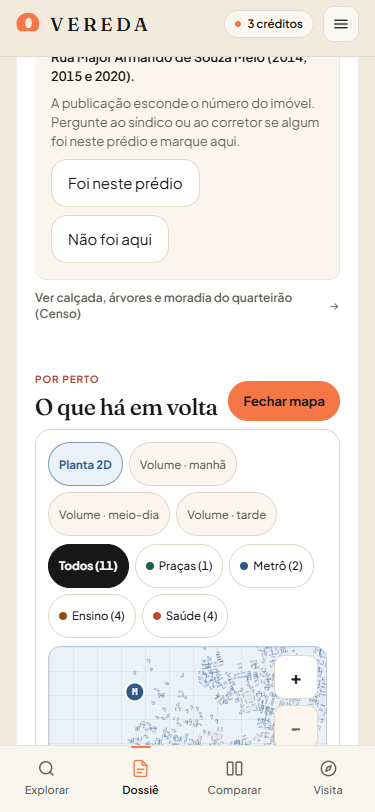 VEREDA
3 créditos
Rua Major Armando de Souza Melo (2014,
2015 e 2020).
A publicação esconde o número do imóvel.
Pergunte ao síndico ou ao corretor se algum
foi neste prédio e marque aqui.
Foi neste prédio
Não foi aqui
Ver calçada, árvores e moradia do quarteirão
(Censo)
→
POR PERTO
O que há em volta
Fechar mapa
Planta 2D
Volume · manhã
Volume · meio-dia
Volume · tarde
Todos (11)
Praças (1)
Metrô (2)
Ensino (4)
Saúde (4)
M
+
−
Explorar
Dossiê
Comparar
Visita